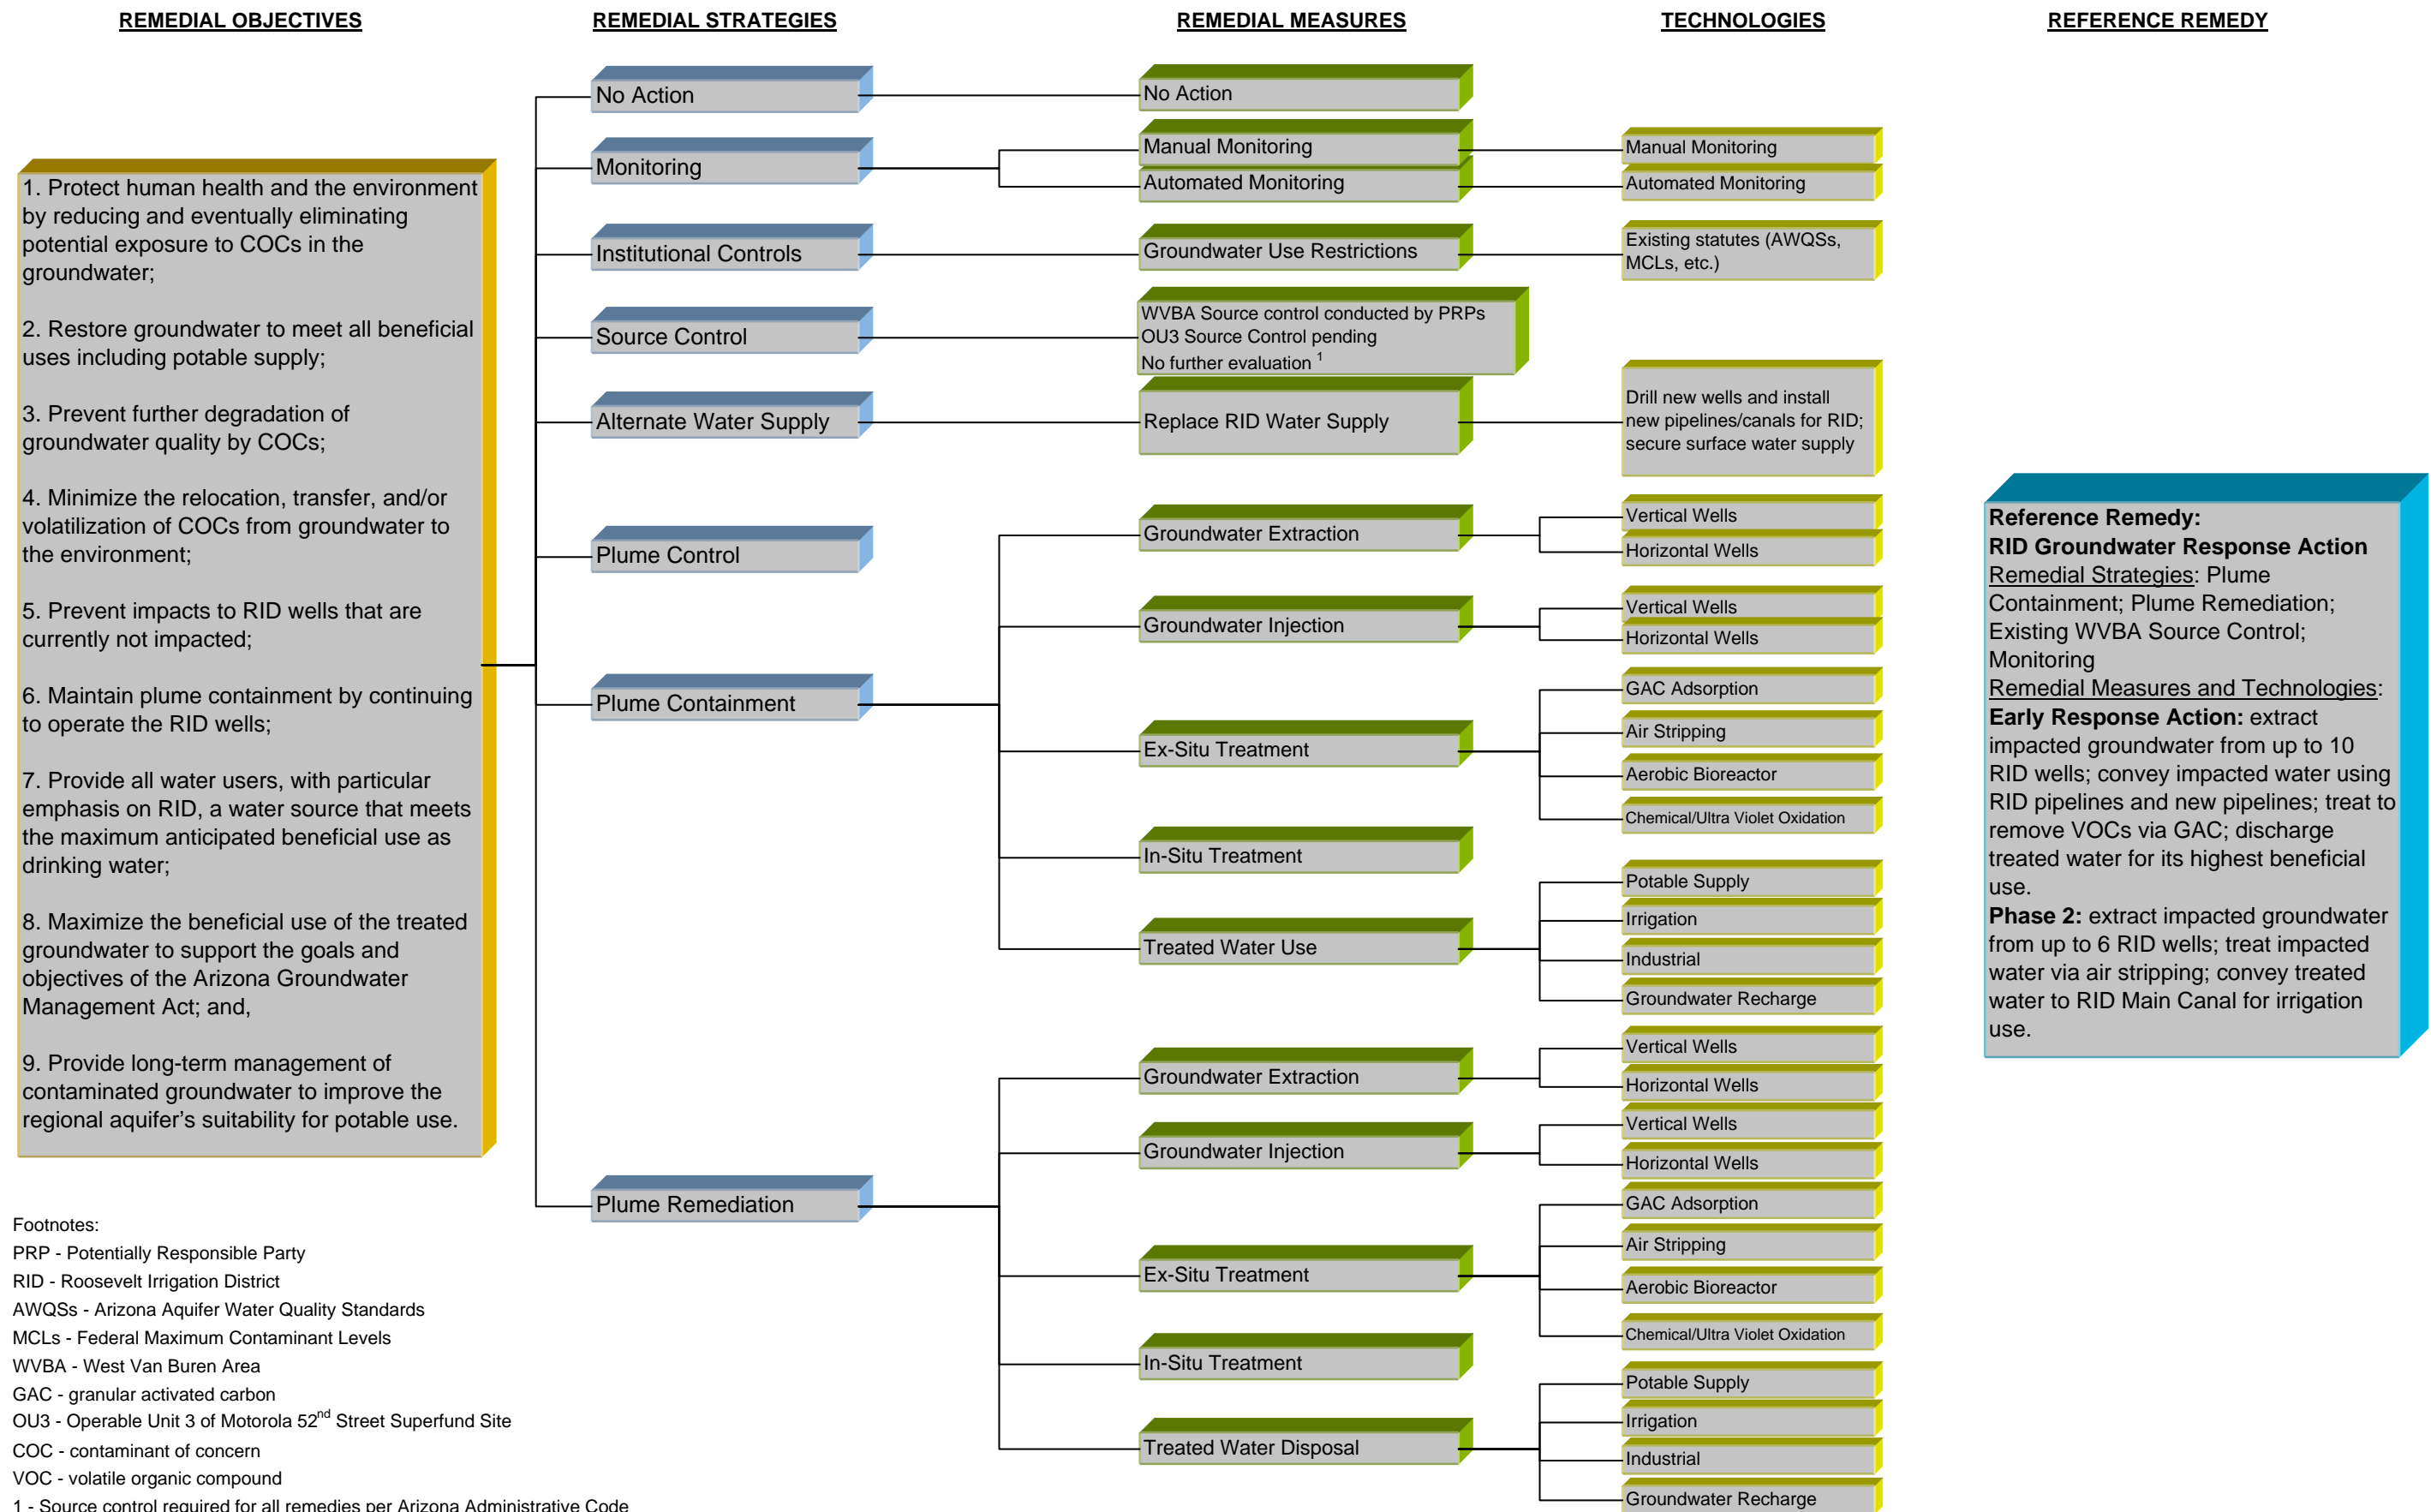 REMEDIAL OBJECTIVES
REMEDIAL STRATEGIES
REMEDIAL MEASURES
TECHNOLOGIES
REFERENCE REMEDY
1. Protect human health and the environment
by reducing and eventually eliminating
potential exposure to COCs in the
groundwater;
2. Restore groundwater to meet all beneficial
uses including potable supply;
3. Prevent further degradation of
groundwater quality by COCs;
4. Minimize the relocation, transfer, and/or
volatilization of COCs from groundwater to
the environment;
5. Prevent impacts to RID wells that are
currently not impacted;
6. Maintain plume containment by continuing
to operate the RID wells;
7. Provide all water users, with particular
emphasis on RID, a water source that meets
the maximum anticipated beneficial use as
drinking water;
8. Maximize the beneficial use of the treated
groundwater to support the goals and
objectives of the Arizona Groundwater
Management Act; and,
9. Provide long-term management of
contaminated groundwater to improve the
regional aquifer’s suitability for potable use.
No Action
Monitoring
Institutional Controls
Source Control
Alternate Water Supply
Plume Control
Plume Containment
Plume Remediation
No Action
Manual Monitoring
Automated Monitoring
Groundwater Use Restrictions
WVBA Source control conducted by PRPs
OU3 Source Control pending
No further evaluation 1
Replace RID Water Supply
Groundwater Extraction
Groundwater Injection
Ex-Situ Treatment
In-Situ Treatment
Treated Water Use
Groundwater Extraction
Groundwater Injection
Ex-Situ Treatment
In-Situ Treatment
Treated Water Disposal
Manual Monitoring
Automated Monitoring
Existing statutes (AWQSs,
MCLs, etc.)
Drill new wells and install
new pipelines/canals for RID;
secure surface water supply
Vertical Wells
Horizontal Wells
Vertical Wells
Horizontal Wells
GAC Adsorption
Air Stripping
Aerobic Bioreactor
Chemical/Ultra Violet Oxidation
Potable Supply
Irrigation
Industrial
Groundwater Recharge
Vertical Wells
Horizontal Wells
Vertical Wells
Horizontal Wells
GAC Adsorption
Air Stripping
Aerobic Bioreactor
Chemical/Ultra Violet Oxidation
Potable Supply
Irrigation
Industrial
Groundwater Recharge
Reference Remedy:
RID Groundwater Response Action
Remedial Strategies: Plume
Containment; Plume Remediation;
Existing WVBA Source Control;
Monitoring
Remedial Measures and Technologies:
Early Response Action: extract
impacted groundwater from up to 10
RID wells; convey impacted water using
RID pipelines and new pipelines; treat to
remove VOCs via GAC; discharge
treated water for its highest beneficial
use.
Phase 2: extract impacted groundwater
from up to 6 RID wells; treat impacted
water via air stripping; convey treated
water to RID Main Canal for irrigation
use.
Footnotes:
PRP - Potentially Responsible Party
RID - Roosevelt Irrigation District
AWQSs - Arizona Aquifer Water Quality Standards
MCLs - Federal Maximum Contaminant Levels
WVBA - West Van Buren Area
GAC - granular activated carbon
OU3 - Operable Unit 3 of Motorola 52nd Street Superfund Site
COC - contaminant of concern
VOC - volatile organic compound
1 - Source control required for all remedies per Arizona Administrative Code